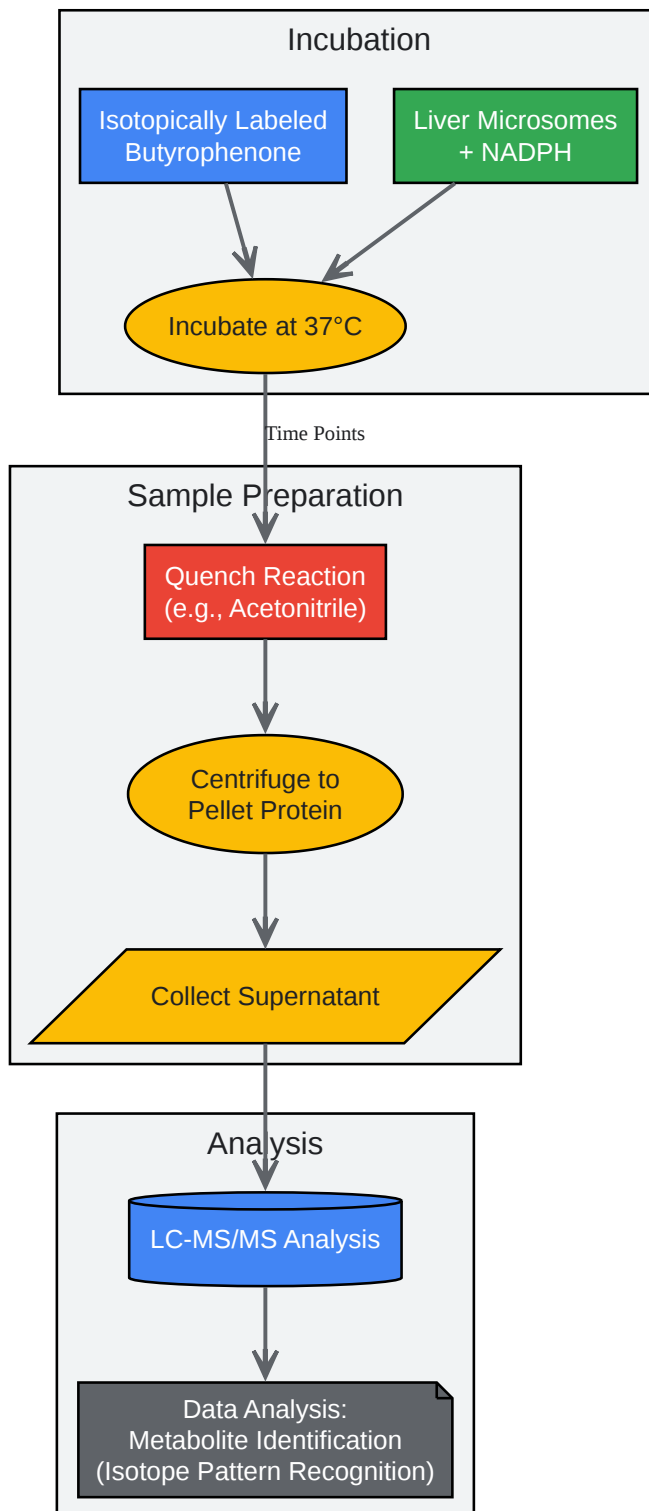 Incubation
Isotopically Labeled
Butyrophenone
Liver Microsomes
+ NADPH
Incubate at 37°C
Time Points
Sample Preparation
Quench Reaction
(e.g., Acetonitrile)
Centrifuge to
Pellet Protein
Collect Supernatant
Analysis
LC-MS/MS Analysis
Data Analysis:
Metabolite Identification
(Isotope Pattern Recognition)